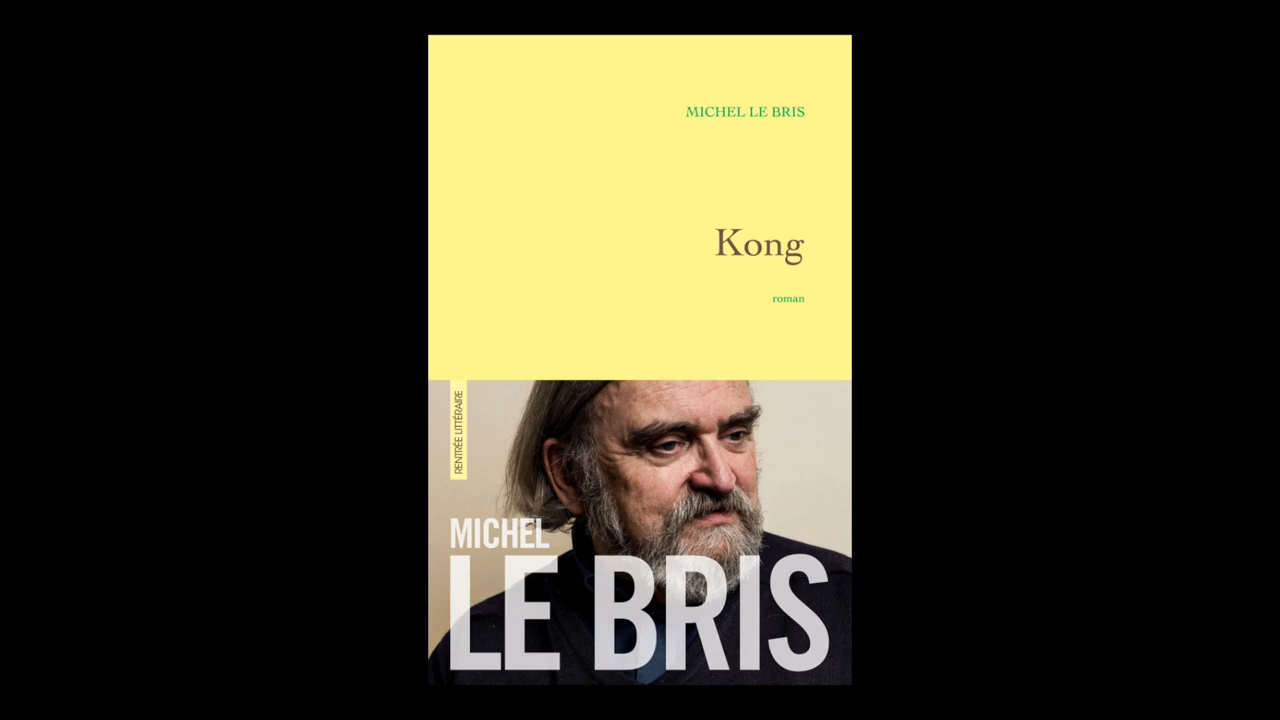 MICHEL LE BRIS
Kong
roman
RENTRÉE LITTÉRAIRE
MICHEL
LE BRIS